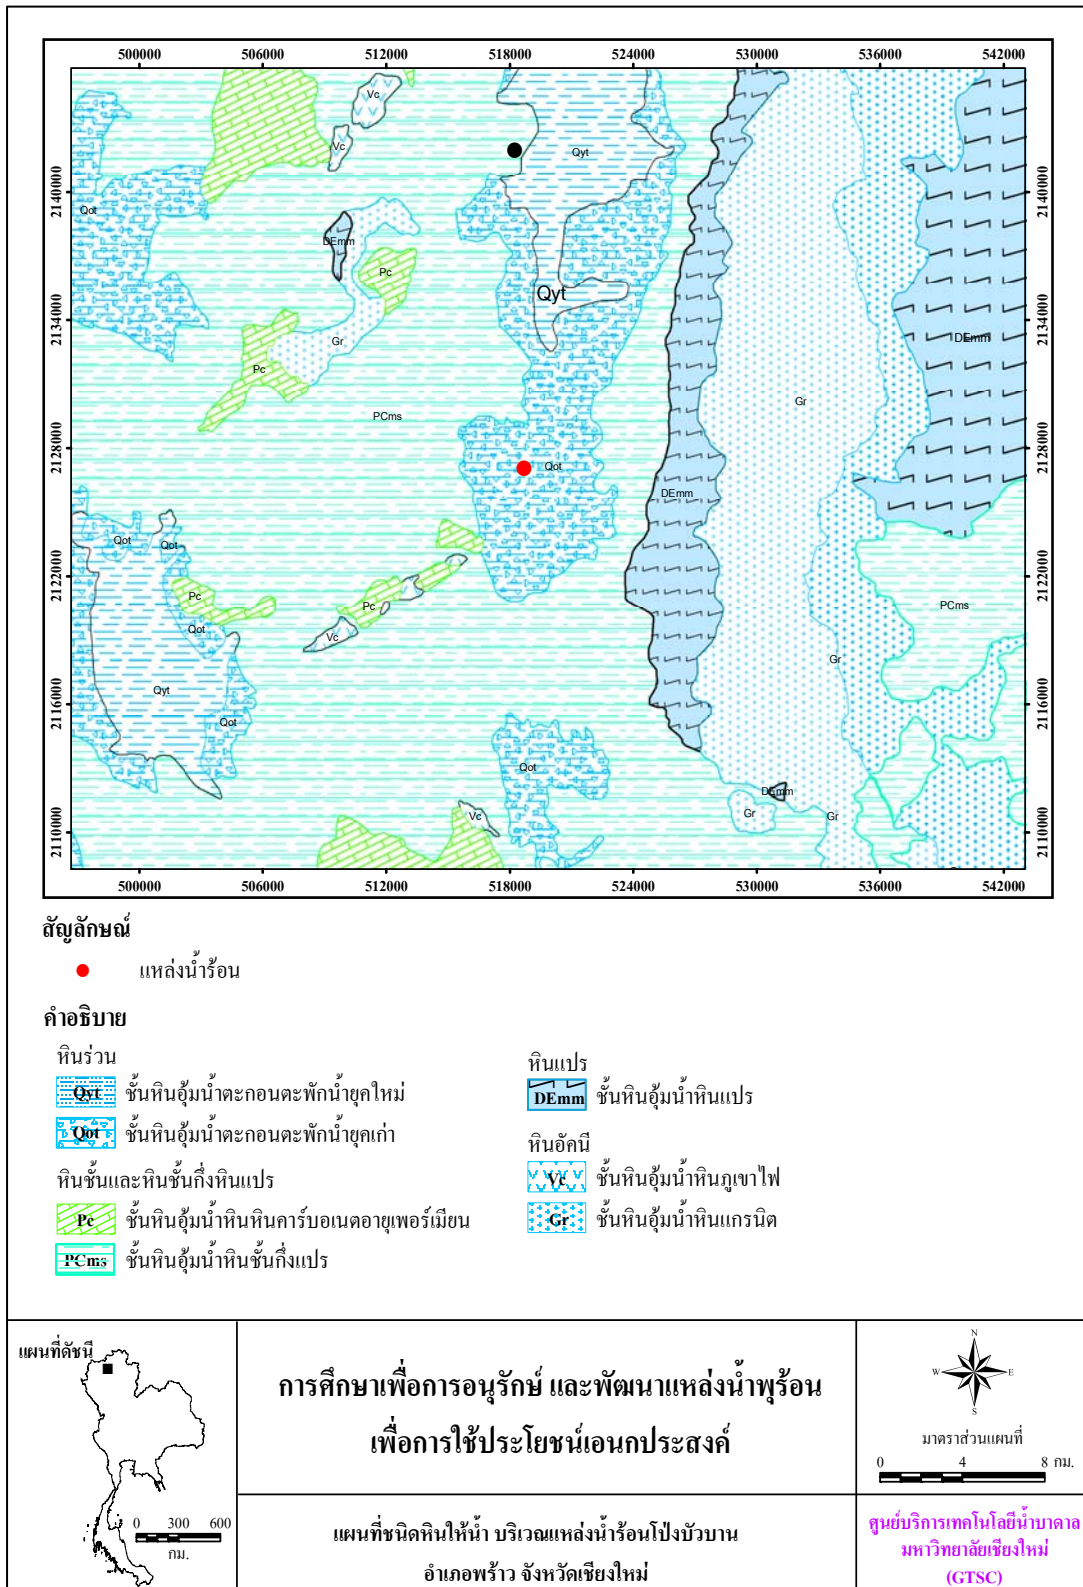 500000 506000 512000 518000 524000 530000 536000 542000
2140000 2140000
2134000 2134000
2128000 2128000
2122000 2122000
2116000 2116000
2110000 2110000
Vc
Vc
Qyt
Qot
DEmm
Pc
Qyt
DEmm
Gr
Pc
Gr
PCms
Qot
DEmm
Qot
Qot
Pc
Pc
PCms
Qot
Vc
Gr
Qyt
Qot
Qot
DEmm
Vc
Gr
Gr
500000 506000 512000 518000 524000 530000 536000 542000
สัญลักษณ์
แหล่งน้ำร้อน
คำอธิบาย
หินร่วน
Qyt ชั้นหินอุ้มน้ำตะกอนตะพักน้ำยุคใหม่
Qot ชั้นหินอุ้มน้ำตะกอนตะพักน้ำยุคเก่า
หินชั้นและหินชั้นกึ่งหินแปร
Pc ชั้นหินอุ้มน้ำหินหินคาร์บอเนตอายุเพอร์เมียน
PCms ชั้นหินอุ้มน้ำหินชั้นกึ่งแปร
หินแปร
DEmm ชั้นหินอุ้มน้ำหินแปร
หินอัคนี
Vc ชั้นหินอุ้มน้ำหินภูเขาไฟ
Gr ชั้นหินอุ้มน้ำหินแกรนิต
แผนที่ดัชนี
0 300 600
กม.
การศึกษาเพื่อการอนุรักษ์ และพัฒนาแหล่งน้ำพุร้อน
เพื่อการใช้ประโยชน์เอนกประสงค์
แผนที่ชนิดหินให้น้ำ บริเวณแหล่งน้ำร้อนโป่งบัวบาน
อำเภอพร้าว จังหวัดเชียงใหม่
N
W E
S
มาตราส่วนแผนที่
0 4 8 กม.
ศูนย์บริการเทคโนโลยีน้ำบาดาล
มหาวิทยาลัยเชียงใหม่
(GTSC)